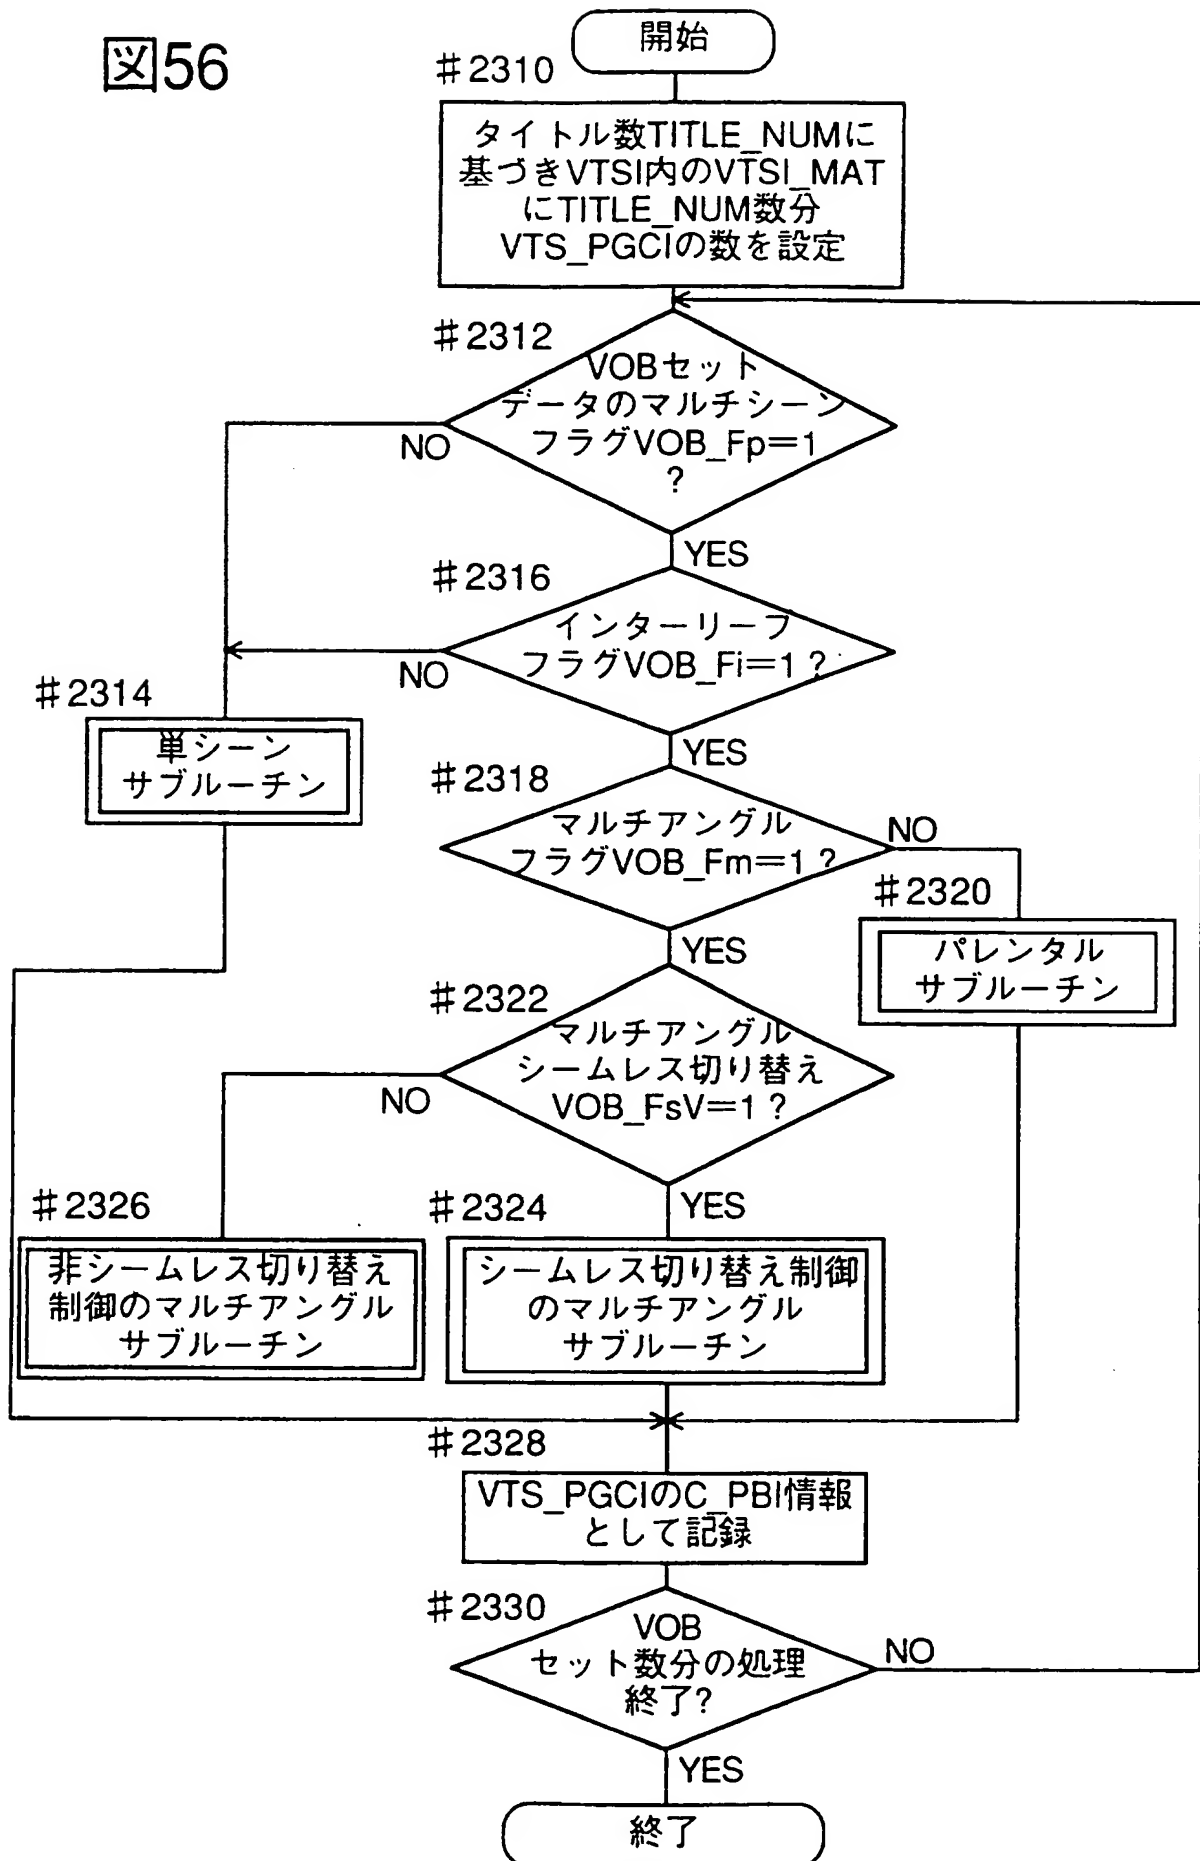 図56
開始
#2310
タイトル数TITLE_NUMに
基づきVTSI内のVTSI_MAT
にTITLE_NUM数分
VTS_PGCIの数を設定
#2312
VOBセット
データのマルチシーン
フラグVOB_Fp=1
?
NO
YES
#2316
インターリーフ
フラグVOB_Fi=1?
NO
YES
#2314
単シーン
サブルーチン
#2318
マルチアングル
フラグVOB_Fm=1?
NO
YES
#2320
パレンタル
サブルーチン
#2322
マルチアングル
シームレス切り替え
VOB_FsV=1?
NO
YES
#2326
非シームレス切り替え
制御のマルチアングル
サブルーチン
#2324
シームレス切り替え制御
のマルチアングル
サブルーチン
#2328
VTS_PGCIのC_PBI情報
として記録
#2330
VOB
セット数分の処理
終了?
NO
YES
終了